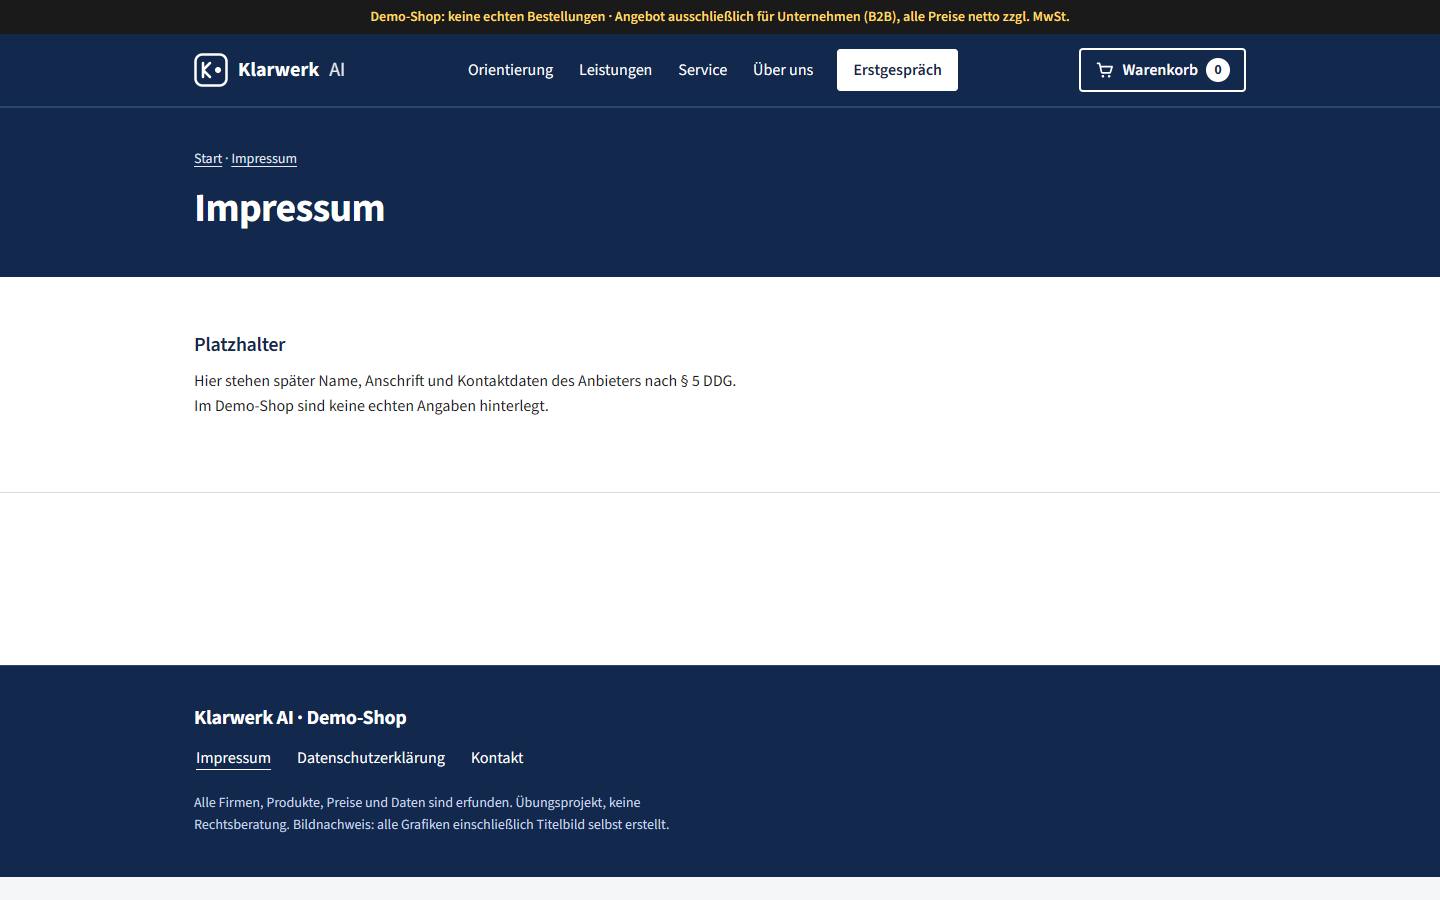 Demo-Shop: keine echten Bestellungen · Angebot ausschließlich für Unternehmen (B2B), alle Preise netto zzgl. MwSt.
K Klarwerk AI
Orientierung
Leistungen
Service
Über uns
Erstgespräch
Warenkorb 0
Start · Impressum
Impressum
Platzhalter
Hier stehen später Name, Anschrift und Kontaktdaten des Anbieters nach § 5 DDG.
Im Demo-Shop sind keine echten Angaben hinterlegt.
Klarwerk AI · Demo-Shop
Impressum
Datenschutzerklärung
Kontakt
Alle Firmen, Produkte, Preise und Daten sind erfunden. Übungsprojekt, keine
Rechtsberatung. Bildnachweis: alle Grafiken einschließlich Titelbild selbst erstellt.